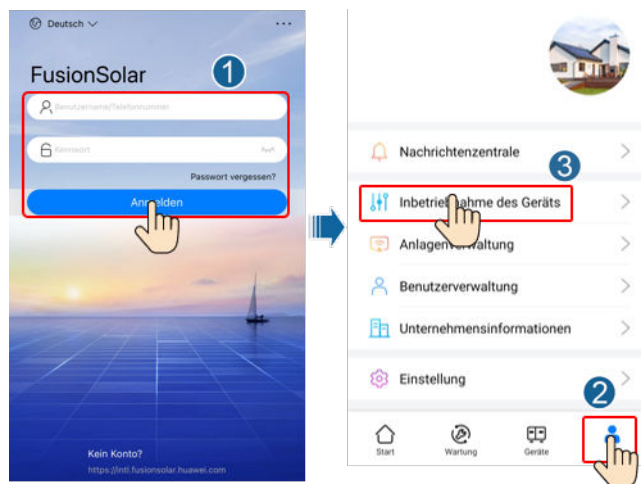 Deutsch
FusionSolar
1
Benutzername/Telefonnummer
Kennwort
Passwort vergessen?
Anmelden
Kein Konto?
https://intl.fusionsolar.huawei.com
Nachrichtenzentrale
3
Inbetriebnahme des Geräts
Anlagenverwaltung
Benutzerverwaltung
Unternehmensinformationen
Einstellung
2
Start
Wartung
Geräte